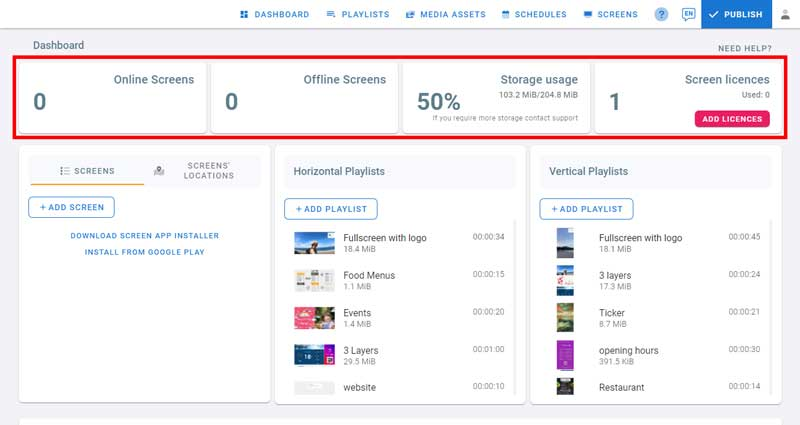 DASHBOARD PLAYLISTS MEDIA ASSETS SCHEDULES SCREENS ? EN PUBLISH
Dashboard
NEED HELP?
Online Screens
0
Offline Screens
0
Storage usage
50%
103.2 MiB/204.8 MiB
If you require more storage contact support
Screen licences
1
Used: 0
ADD LICENCES
SCREENS
SCREENS'
LOCATIONS
+ ADD SCREEN
DOWNLOAD SCREEN APP INSTALLER
INSTALL FROM GOOGLE PLAY
Horizontal Playlists
+ ADD PLAYLIST
Fullscreen with logo 00:00:34
18.4 MiB
Food Menus 00:00:15
1.1 MiB
Events 00:00:20
1.4 MiB
3 Layers 00:01:00
29.5 MiB
website 00:00:10
Vertical Playlists
+ ADD PLAYLIST
Fullscreen with logo 00:00:45
18.1 MiB
3 layers 00:00:24
17.3 MiB
Ticker 00:00:21
8.7 MiB
opening hours 00:00:30
391.5 KiB
Restaurant 00:00:14